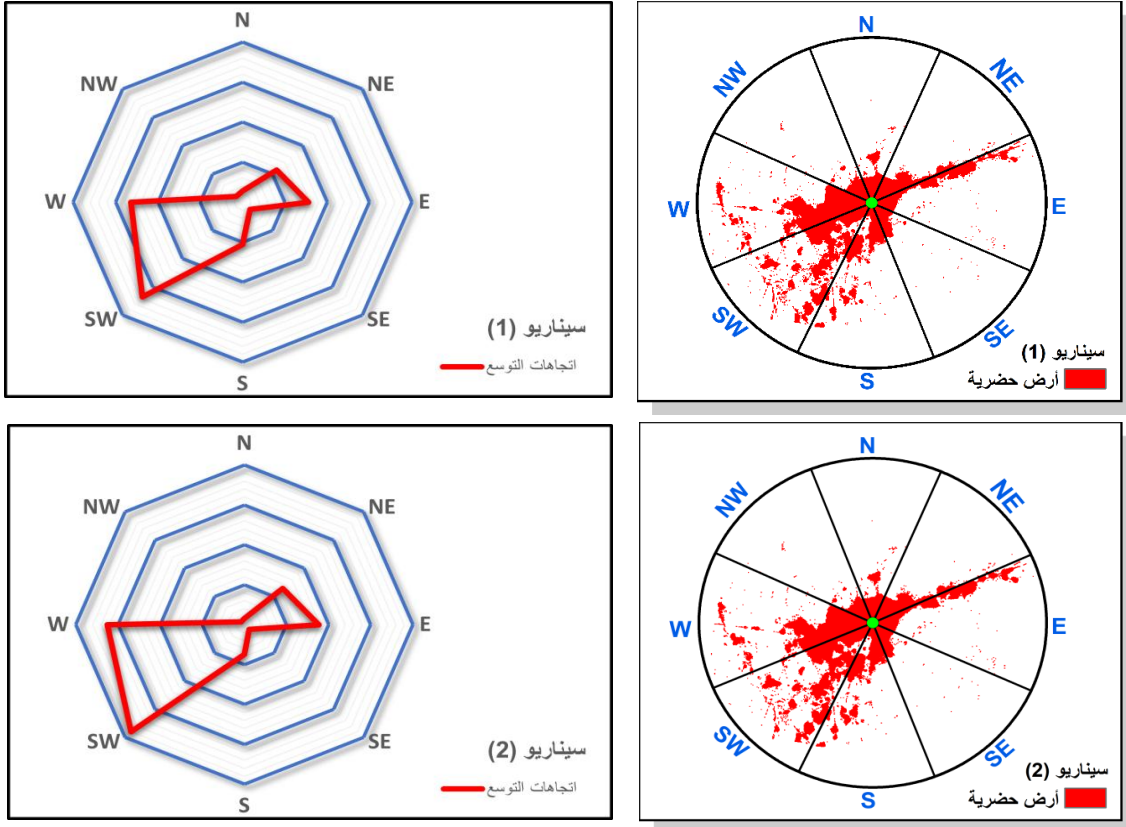 N
NW
NE
W
E
SW
SE
S
سيناريو (1)
اتجاهات التوسع
N
NW
NE
W
E
SW
SE
S
سيناريو (1)
أرض حضرية
N
NW
NE
W
E
SW
SE
S
سيناريو (2)
اتجاهات التوسع
N
NW
NE
W
E
SW
SE
S
سيناريو (2)
أرض حضرية